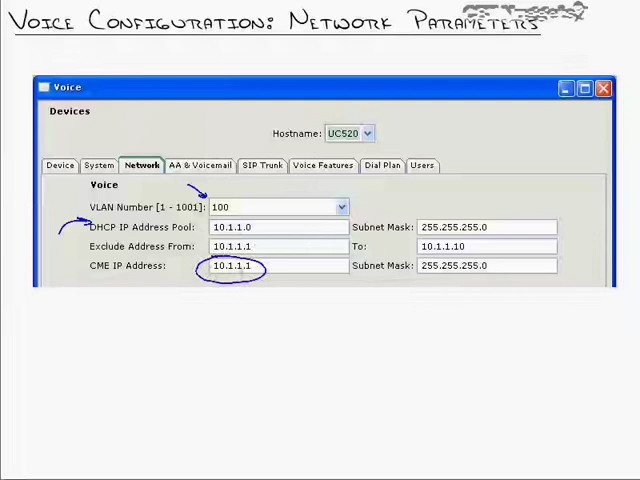 Voice Configuration: Network Parameters
Voice
Devices
Hostname: UC520
Device System Network AA & Voicemail SIP Trunk Voice Features Dial Plan Users
Voice
VLAN Number [1 - 1001]: 100
DHCP IP Address Pool: 10.1.1.0 Subnet Mask: 255.255.255.0
Exclude Address From: 10.1.1.1 To: 10.1.1.10
CME IP Address: 10.1.1.1 Subnet Mask: 255.255.255.0